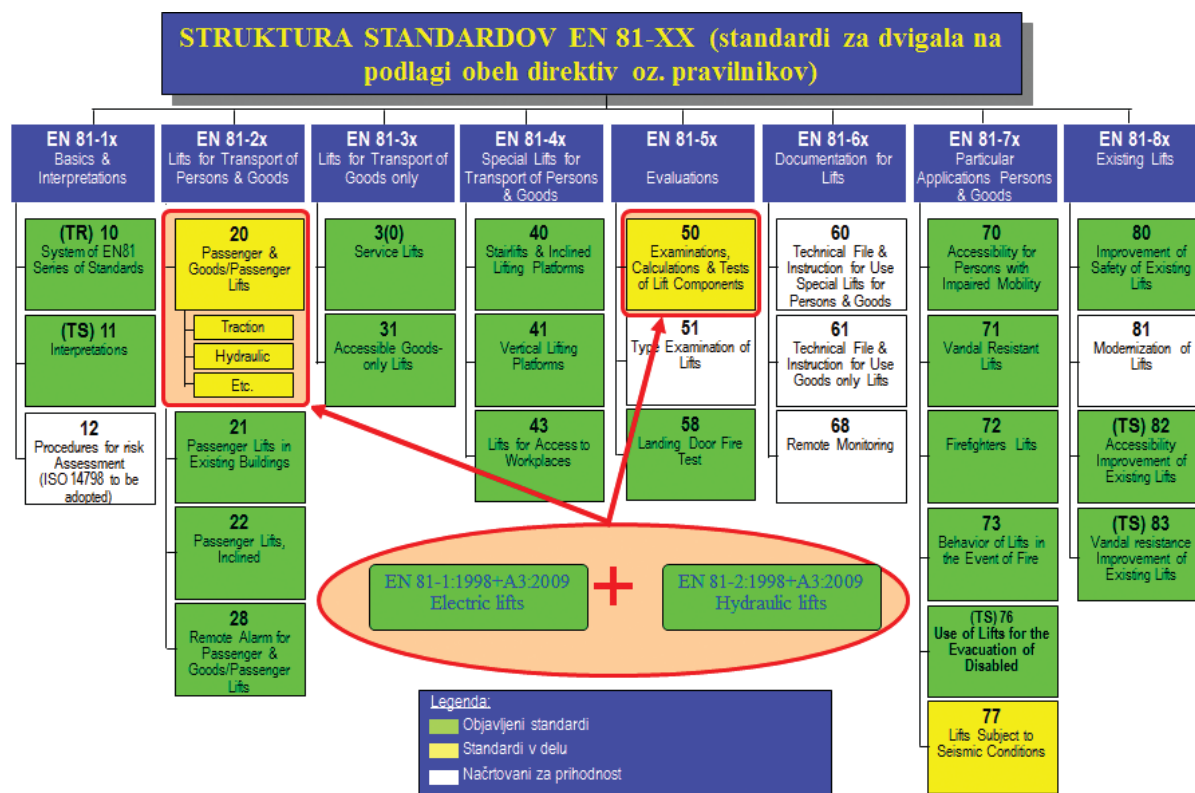 STRUKTURA STANDARDOV EN 81-XX (standardi za dvigala na
podlagi obeh direktiv oz. pravilnikov)
EN 81-1x
Basics &
Interpretations
(TR) 10
System of EN81
Series of Standards
(TS) 11
Interpretations
12
Procedures for risk
Assessment
(ISO 14798 to be
adopted)
EN 81-2x
Lifts for Transport of
Persons & Goods
20
Passenger &
Goods/Passenger
Lifts
Traction
Hydraulic
Etc.
21
Passenger Lifts in
Existing Buildings
22
Passenger Lifts,
Inclined
28
Remote Alarm for
Passenger &
Goods/Passenger
Lifts
EN 81-3x
Lifts for Transport of
Goods only
3(0)
Service Lifts
31
Accessible Goods-
only Lifts
EN 81-4x
Special Lifts for
Transport of Persons
& Goods
40
Stairlifts & Inclined
Lifting Platforms
41
Vertical Lifting
Platforms
43
Lifts for Access to
Workplaces
EN 81-5x
Evaluations
50
Examinations,
Calculations & Tests
of Lift Components
51
Type Examination of
Lifts
58
Landing Door Fire
Test
EN 81-6x
Documentation for
Lifts
60
Technical File &
Instruction for Use
Special Lifts for
Persons & Goods
61
Technical File &
Instruction for Use
Goods only Lifts
68
Remote Monitoring
EN 81-7x
Particular
Applications Persons
& Goods
70
Accessibility for
Persons with
Impaired Mobility
71
Vandal Resistant
Lifts
72
Firefighters Lifts
73
Behavior of Lifts in
the Event of Fire
(TS) 76
Use of Lifts for the
Evacuation of
Disabled
77
Lifts Subject to
Seismic Conditions
EN 81-8x
Existing Lifts
80
Improvement of
Safety of Existing
Lifts
81
Modernization of
Lifts
(TS) 82
Accessibility
Improvement of
Existing Lifts
(TS) 83
Vandal resistance
Improvement of
Existing Lifts
EN 81-1:1998+A3:2009
Electric lifts
+
EN 81-2:1998+A3:2009
Hydraulic lifts
Legenda:
Objavljeni standardi
Standardi v delu
Načrtovani za prihodnost